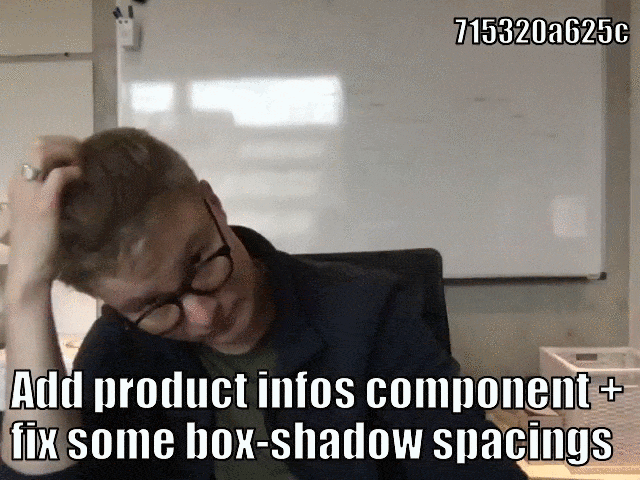 715320a625c
Add product infos component +
fix some box-shadow spacings